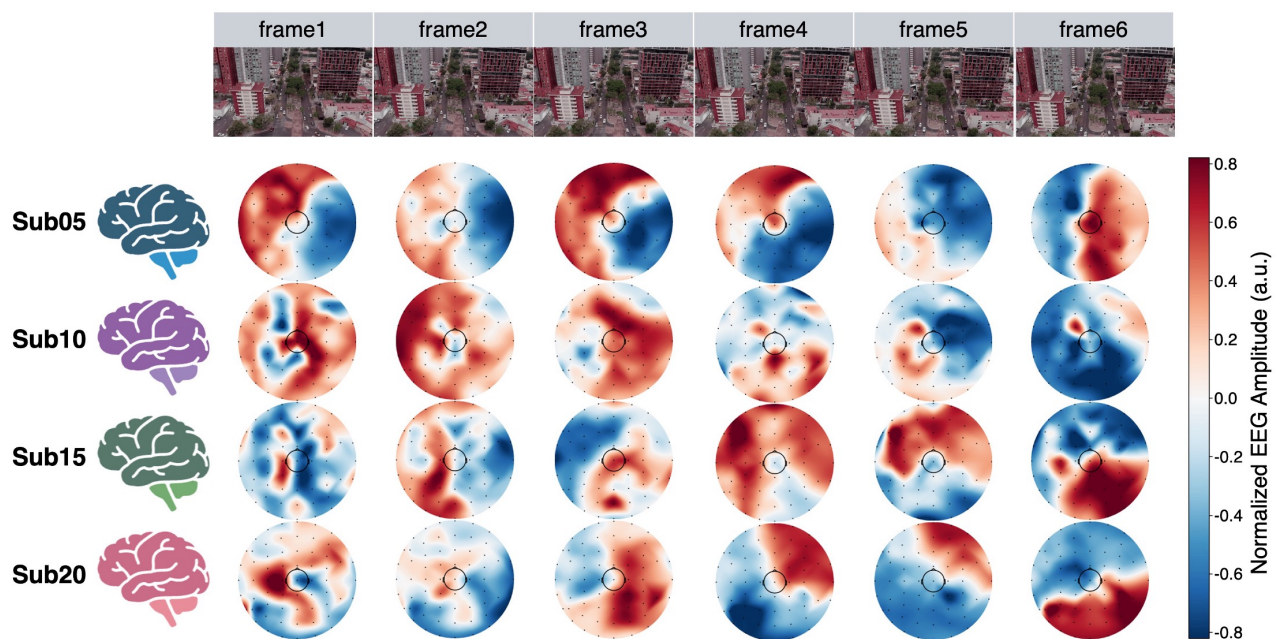 frame1 frame2 frame3 frame4 frame5 frame6
Sub05
Sub10
Sub15
Sub20
0.8
0.6
0.4
0.2
0.0
-0.2
-0.4
-0.6
-0.8
Normalized EEG Amplitude (a.u.)